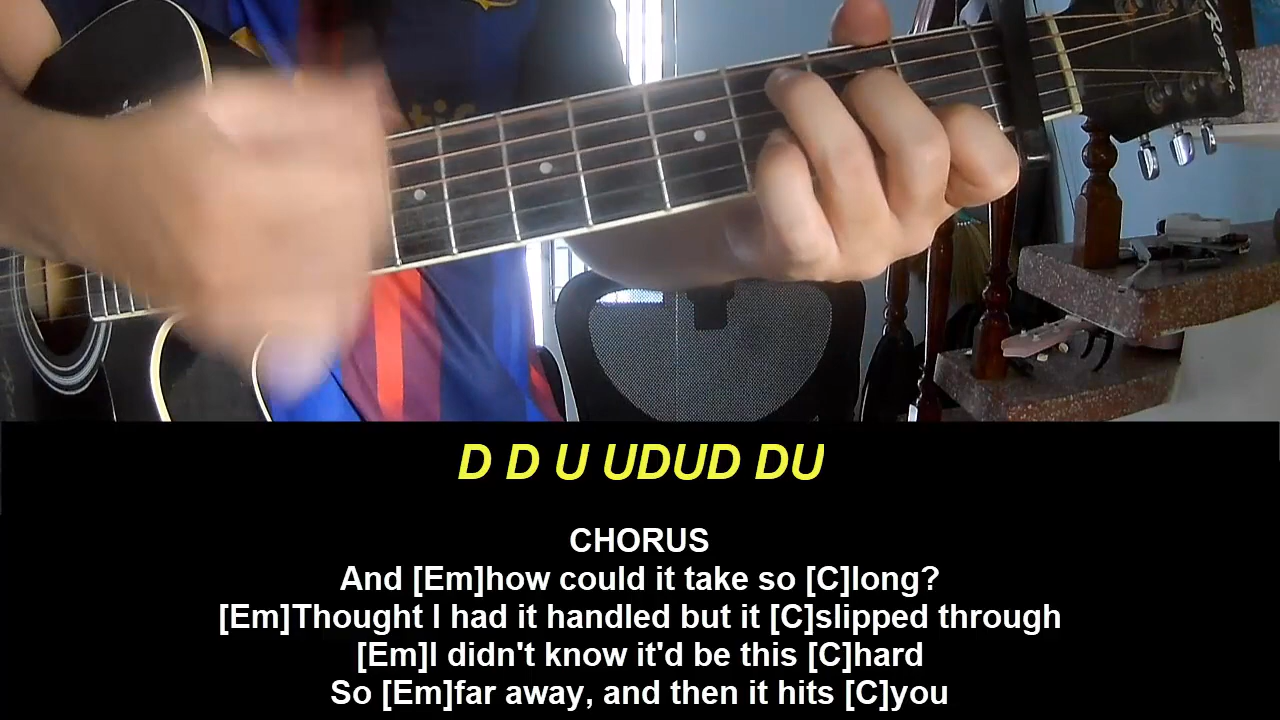 D D U UDUD DU
CHORUS
And [Em]how could it take so [C]long?
[Em]Thought I had it handled but it [C]slipped through
[Em]I didn't know it'd be this [C]hard
So [Em]far away, and then it hits [C]you